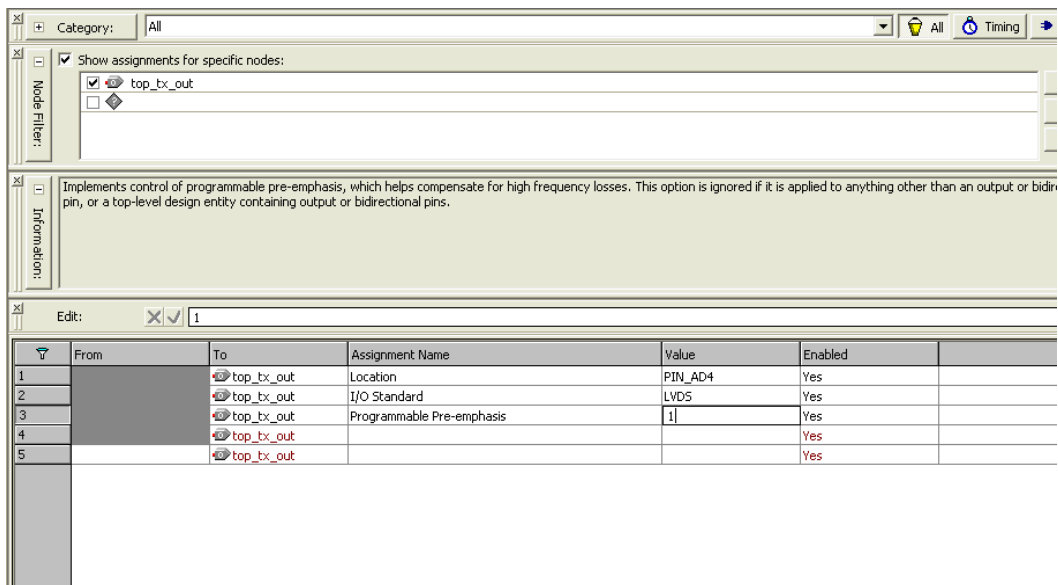 Category: All All Timing
Show assignments for specific nodes:
top_tx_out
Node Filter:
Implements control of programmable pre-emphasis, which helps compensate for high frequency losses. This option is ignored if it is applied to anything other than an output or
pin, or a top-level design entity containing output or bidirectional pins.
Information:
Edit: 1
From To Assignment Name Value Enabled
1 top_tx_out Location PIN_AD4 Yes
2 top_tx_out I/O Standard LVDS Yes
3 top_tx_out Programmable Pre-emphasis 1 Yes
4 top_tx_out Yes
5 top_tx_out Yes